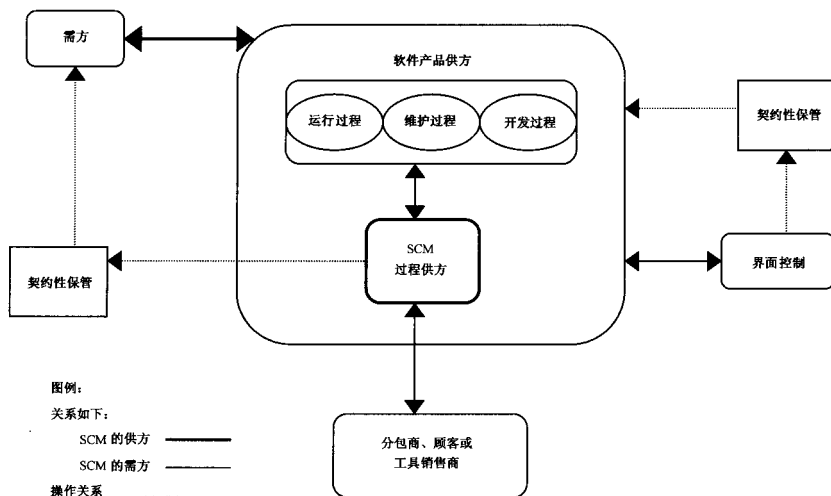 需方
软件产品供方
运行过程
维护过程
开发过程
契约性保管
SCM
过程供方
契约性保管
界面控制
分包商、顾客或
工具销售商
图例：
关系如下：
SCM 的供方
SCM 的需方
操作关系